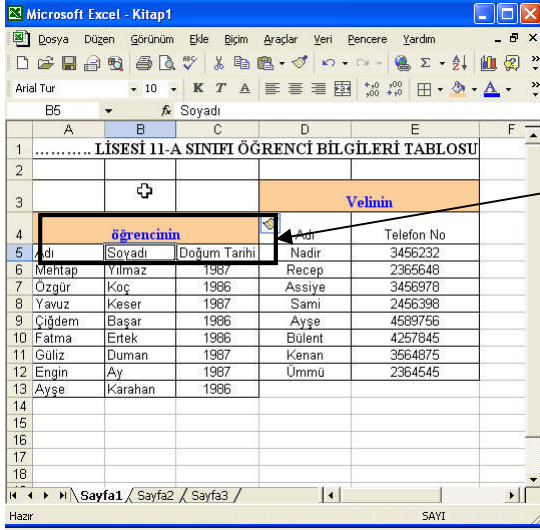 Microsoft Excel - Kitap1
Dosya Düzen Görünüm Ekle Biçim Araçlar Veri Pencere Yardım
Arial Tur 10 K T A
B5 fx Soyadı
A B C D E F
1 ........... LİSESİ 11-A SINIFI ÖĞRENCİ BİLGİLERİ TABLOSU
2
3 Velinin
4 öğrencinin Adı Telefon No
5 Adı Soyadı Doğum Tarihi Nadir 3456232
6 Mehtap Yılmaz 1987 Recep 2365648
7 Özgür Koç 1986 Assiye 3456978
8 Yavuz Keser 1987 Sami 2456398
9 Çiğdem Başar 1986 Ayşe 4589756
10 Fatma Ertek 1986 Bülent 4257845
11 Güliz Duman 1987 Kenan 3564875
12 Engin Ay 1987 Ümmü 2364545
13 Ayşe Karahan 1986
14
15
16
17
18
Sayfa1 Sayfa2 Sayfa3
Hazır SAYI